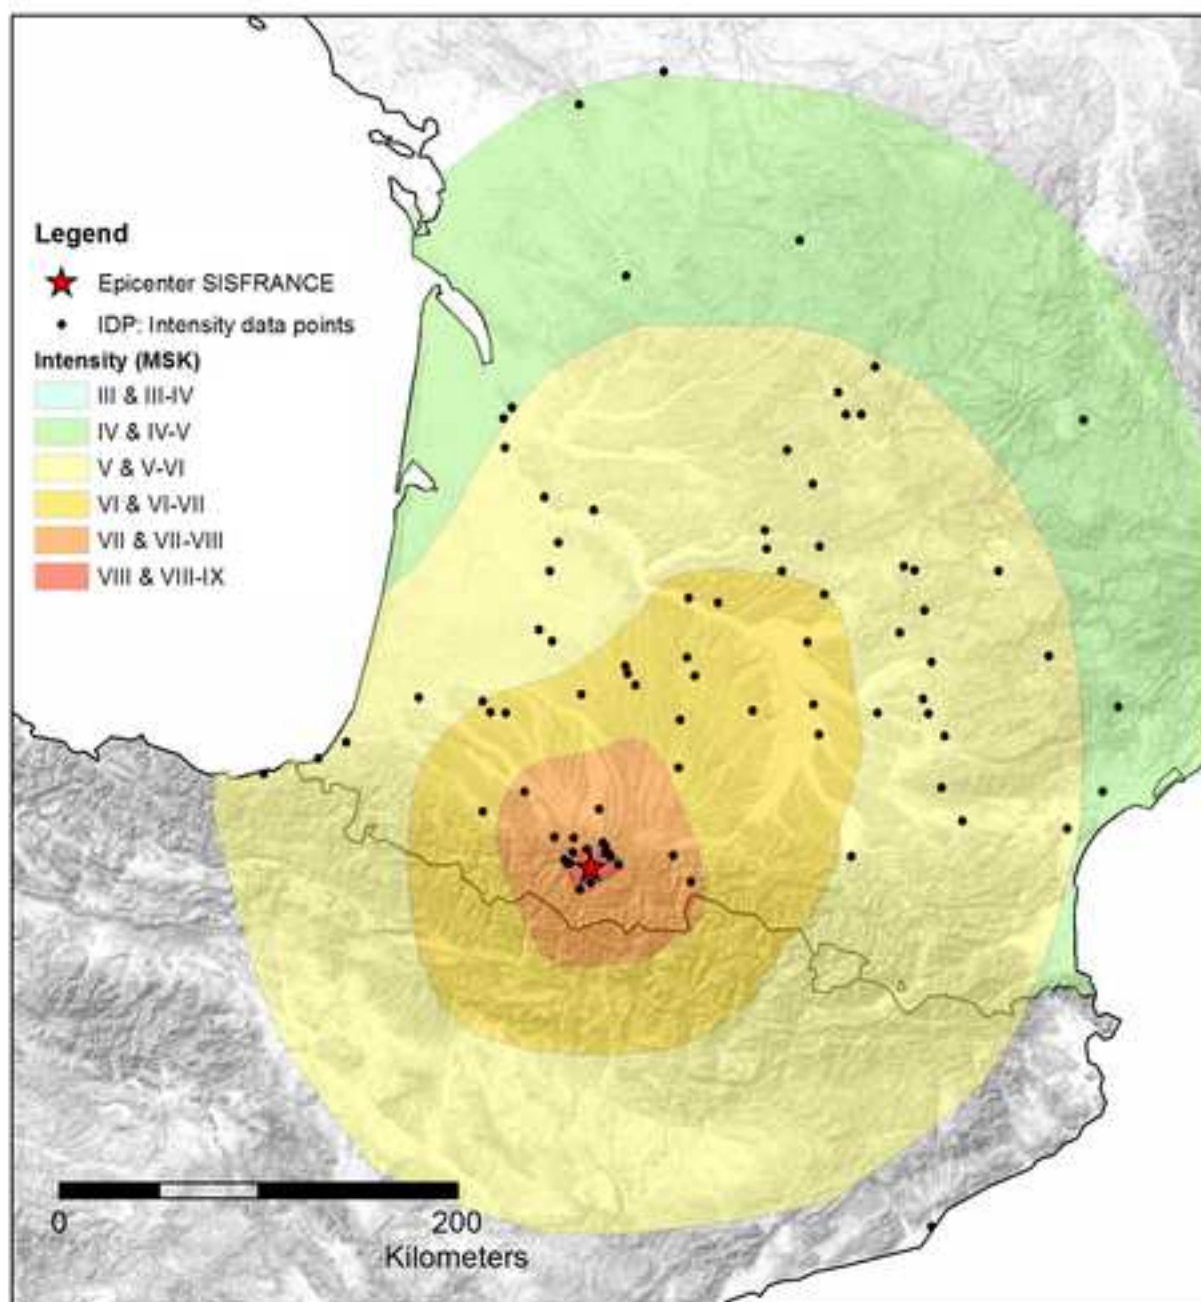 Legend
Epicenter SISFRANCE
IDP: Intensity data points
Intensity (MSK)
III & III-IV
IV & IV-V
V & V-VI
VI & VI-VII
VII & VII-VIII
VIII & VIII-IX
0 200
Kilometers